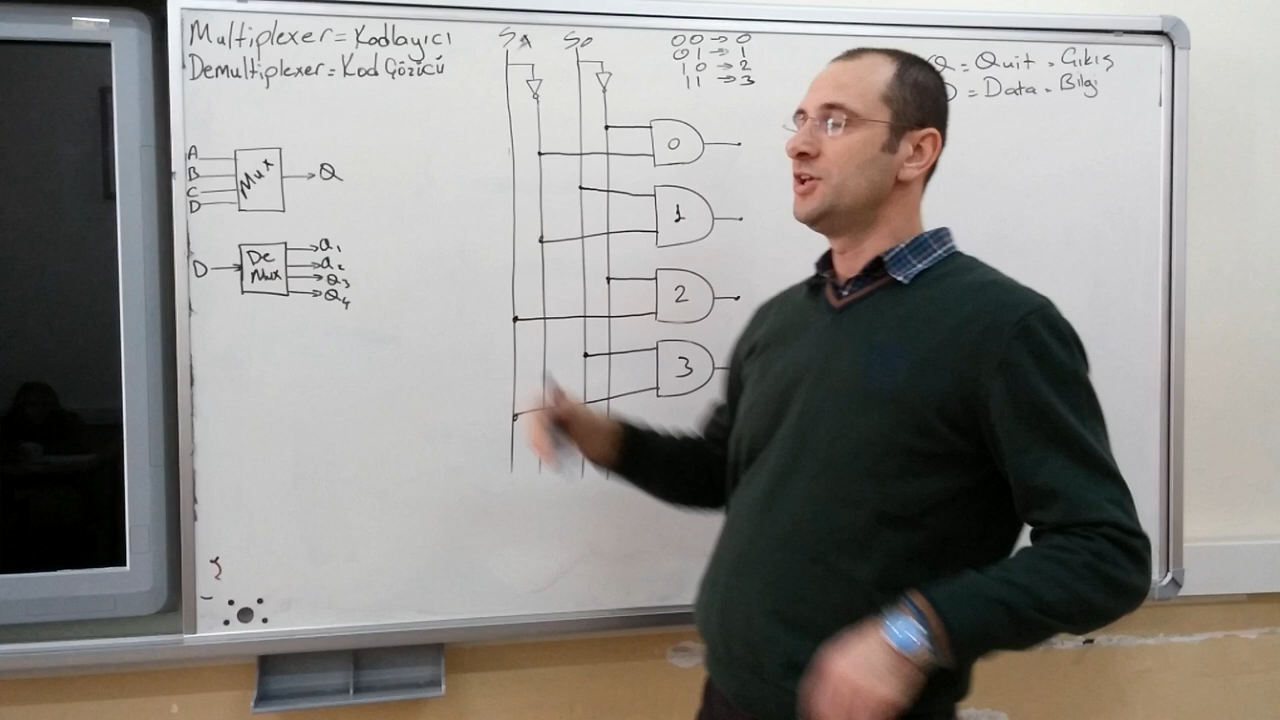 Multiplexer = Kodlayıcı
Demultiplexer = Kod Çözücü
S1 S0
00 → 0
01 → 1
10 → 2
11 → 3
Q = Quit = Çıkış
= Data = Bilgi
A
B
C
D
Mux
Q
D
De
Mux
Q1
Q2
Q3
Q4
0
1
2
3